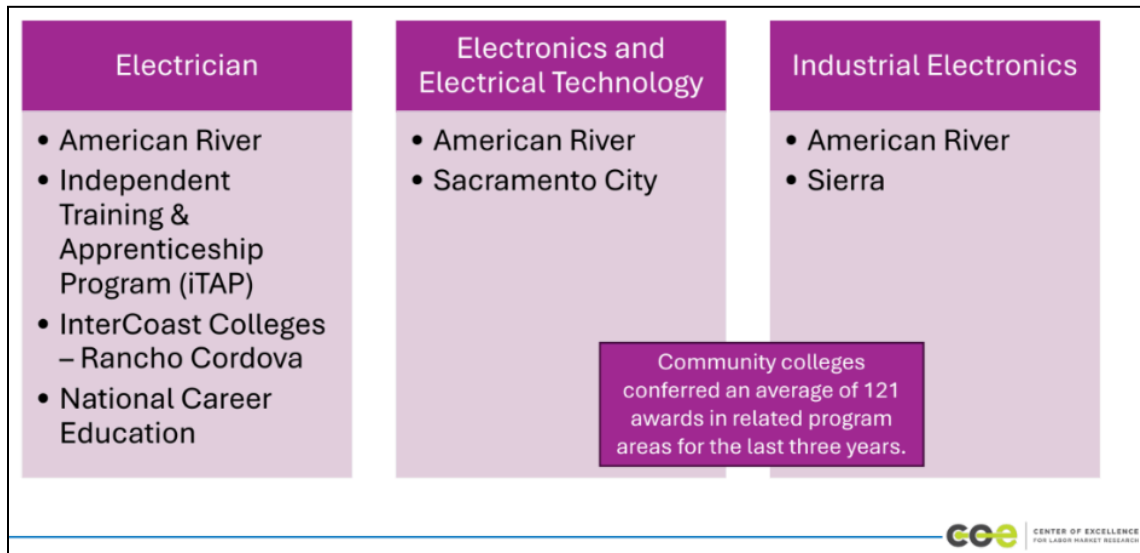 Electrician
• American River
• Independent
Training &
Apprenticeship
Program (iTAP)
• InterCoast Colleges
– Rancho Cordova
• National Career
Education
Electronics and
Electrical Technology
• American River
• Sacramento City
Industrial Electronics
• American River
• Sierra
Community colleges
conferred an average of 121
awards in related program
areas for the last three years.
coe
CENTER OF EXCELLENCE
FOR LABOR MARKET RESEARCH